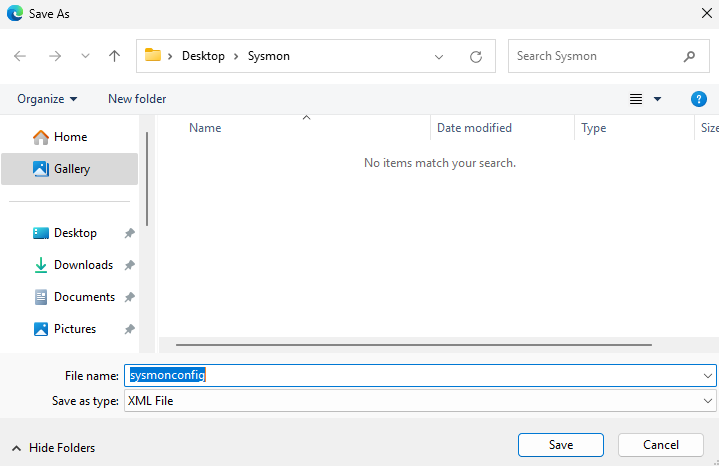 Save As
Desktop Sysmon
Search Sysmon
Organize New folder
Name Date modified Type Size
No items match your search.
Home
Gallery
Desktop
Downloads
Documents
Pictures
File name: sysmonconfig
Save as type: XML File
Hide Folders Save Cancel